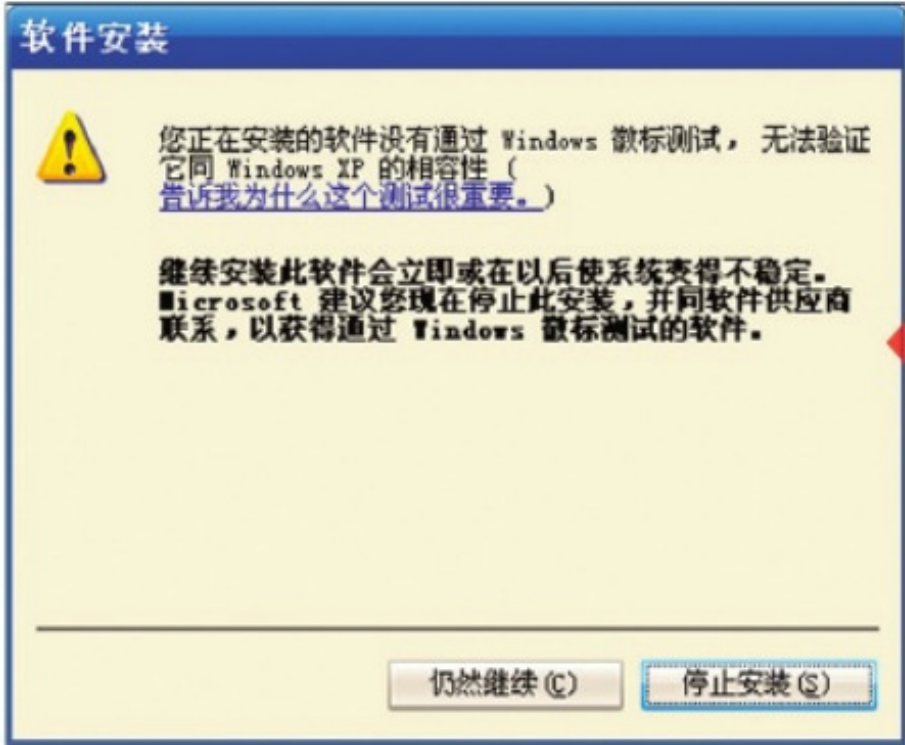 软件安装
您正在安装的软件没有通过 Windows 徽标测试， 无法验证
它同 Windows XP 的相容性 (
告诉我为什么这个测试很重要。)
继续安装此软件会立即或在以后使系统变得不稳定。
Microsoft 建议您现在停止此安装，并同软件供应商
联系，以获得通过 Windows 徽标测试的软件。
仍然继续(C)
停止安装(S)